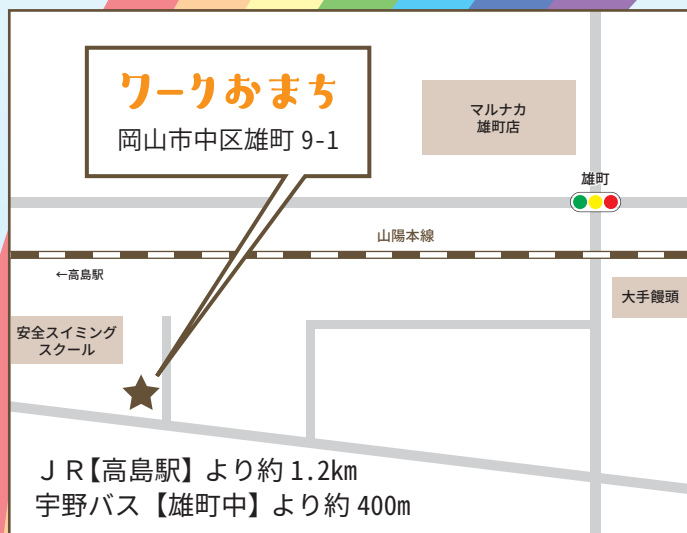 ワークおまち
岡山市中区雄町 9-1
マルナカ
雄町店
雄町
山陽本線
←高島駅
大手饅頭
安全スイミング
スクール
ＪＲ【高島駅】より約 1.2km
宇野バス【雄町中】より約 400m